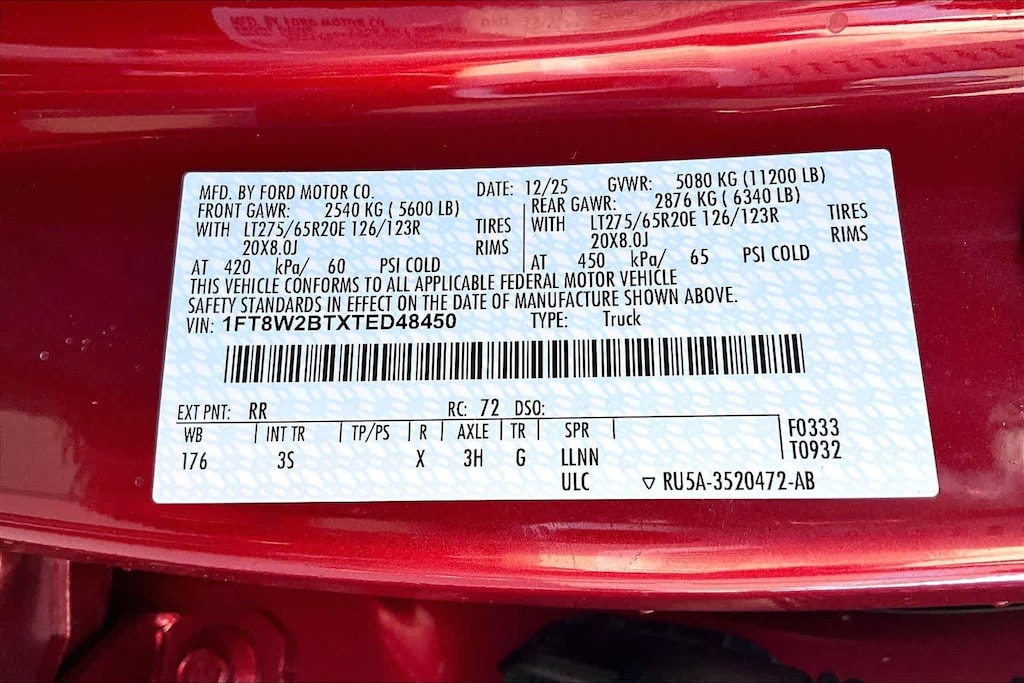 MFD. BY FORD MOTOR CO. DATE: 12/25 GVWR: 5080 KG (11200 LB)
FRONT GAWR: 2540 KG ( 5600 LB) REAR GAWR: 2876 KG ( 6340 LB)
WITH LT275/65R20E 126/123R TIRES WITH LT275/65R20E 126/123R TIRES
20X8.0J RIMS 20X8.0J RIMS
AT 420 kPa/ 60 PSI COLD AT 450 kPa/ 65 PSI COLD
THIS VEHICLE CONFORMS TO ALL APPLICABLE FEDERAL MOTOR VEHICLE
SAFETY STANDARDS IN EFFECT ON THE DATE OF MANUFACTURE SHOWN ABOVE.
VIN: 1FT8W2BTXTED48450 TYPE: Truck
EXT PNT: RR RC: 72 DSO:
WB INT TR TP/PS R AXLE TR SPR F0333
176 3S X 3H G LLNN T0932
ULC ▽ RU5A-3520472-AB